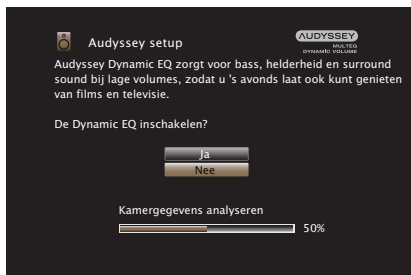 Audyssey setup
AUDYSSEY
MULTEQ
DYNAMIC VOLUME
Audyssey Dynamic EQ zorgt voor bass, helderheid en surround
sound bij lage volumes, zodat u 's avonds laat ook kunt genieten
van films en televisie.
De Dynamic EQ inschakelen?
Ja
Nee
Kamergegevens analyseren
50%